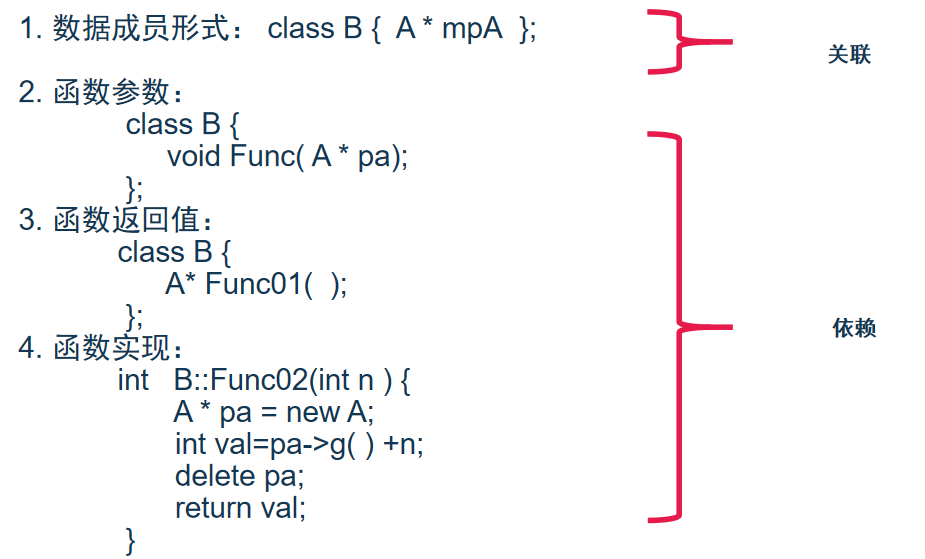 1. 数据成员形式： class B { A * mpA };
关联
2. 函数参数：
class B {
void Func( A * pa);
};
3. 函数返回值：
class B {
A* Func01( );
};
依赖
4. 函数实现：
int B::Func02(int n ) {
A * pa = new A;
int val=pa->g( ) +n;
delete pa;
return val;
}